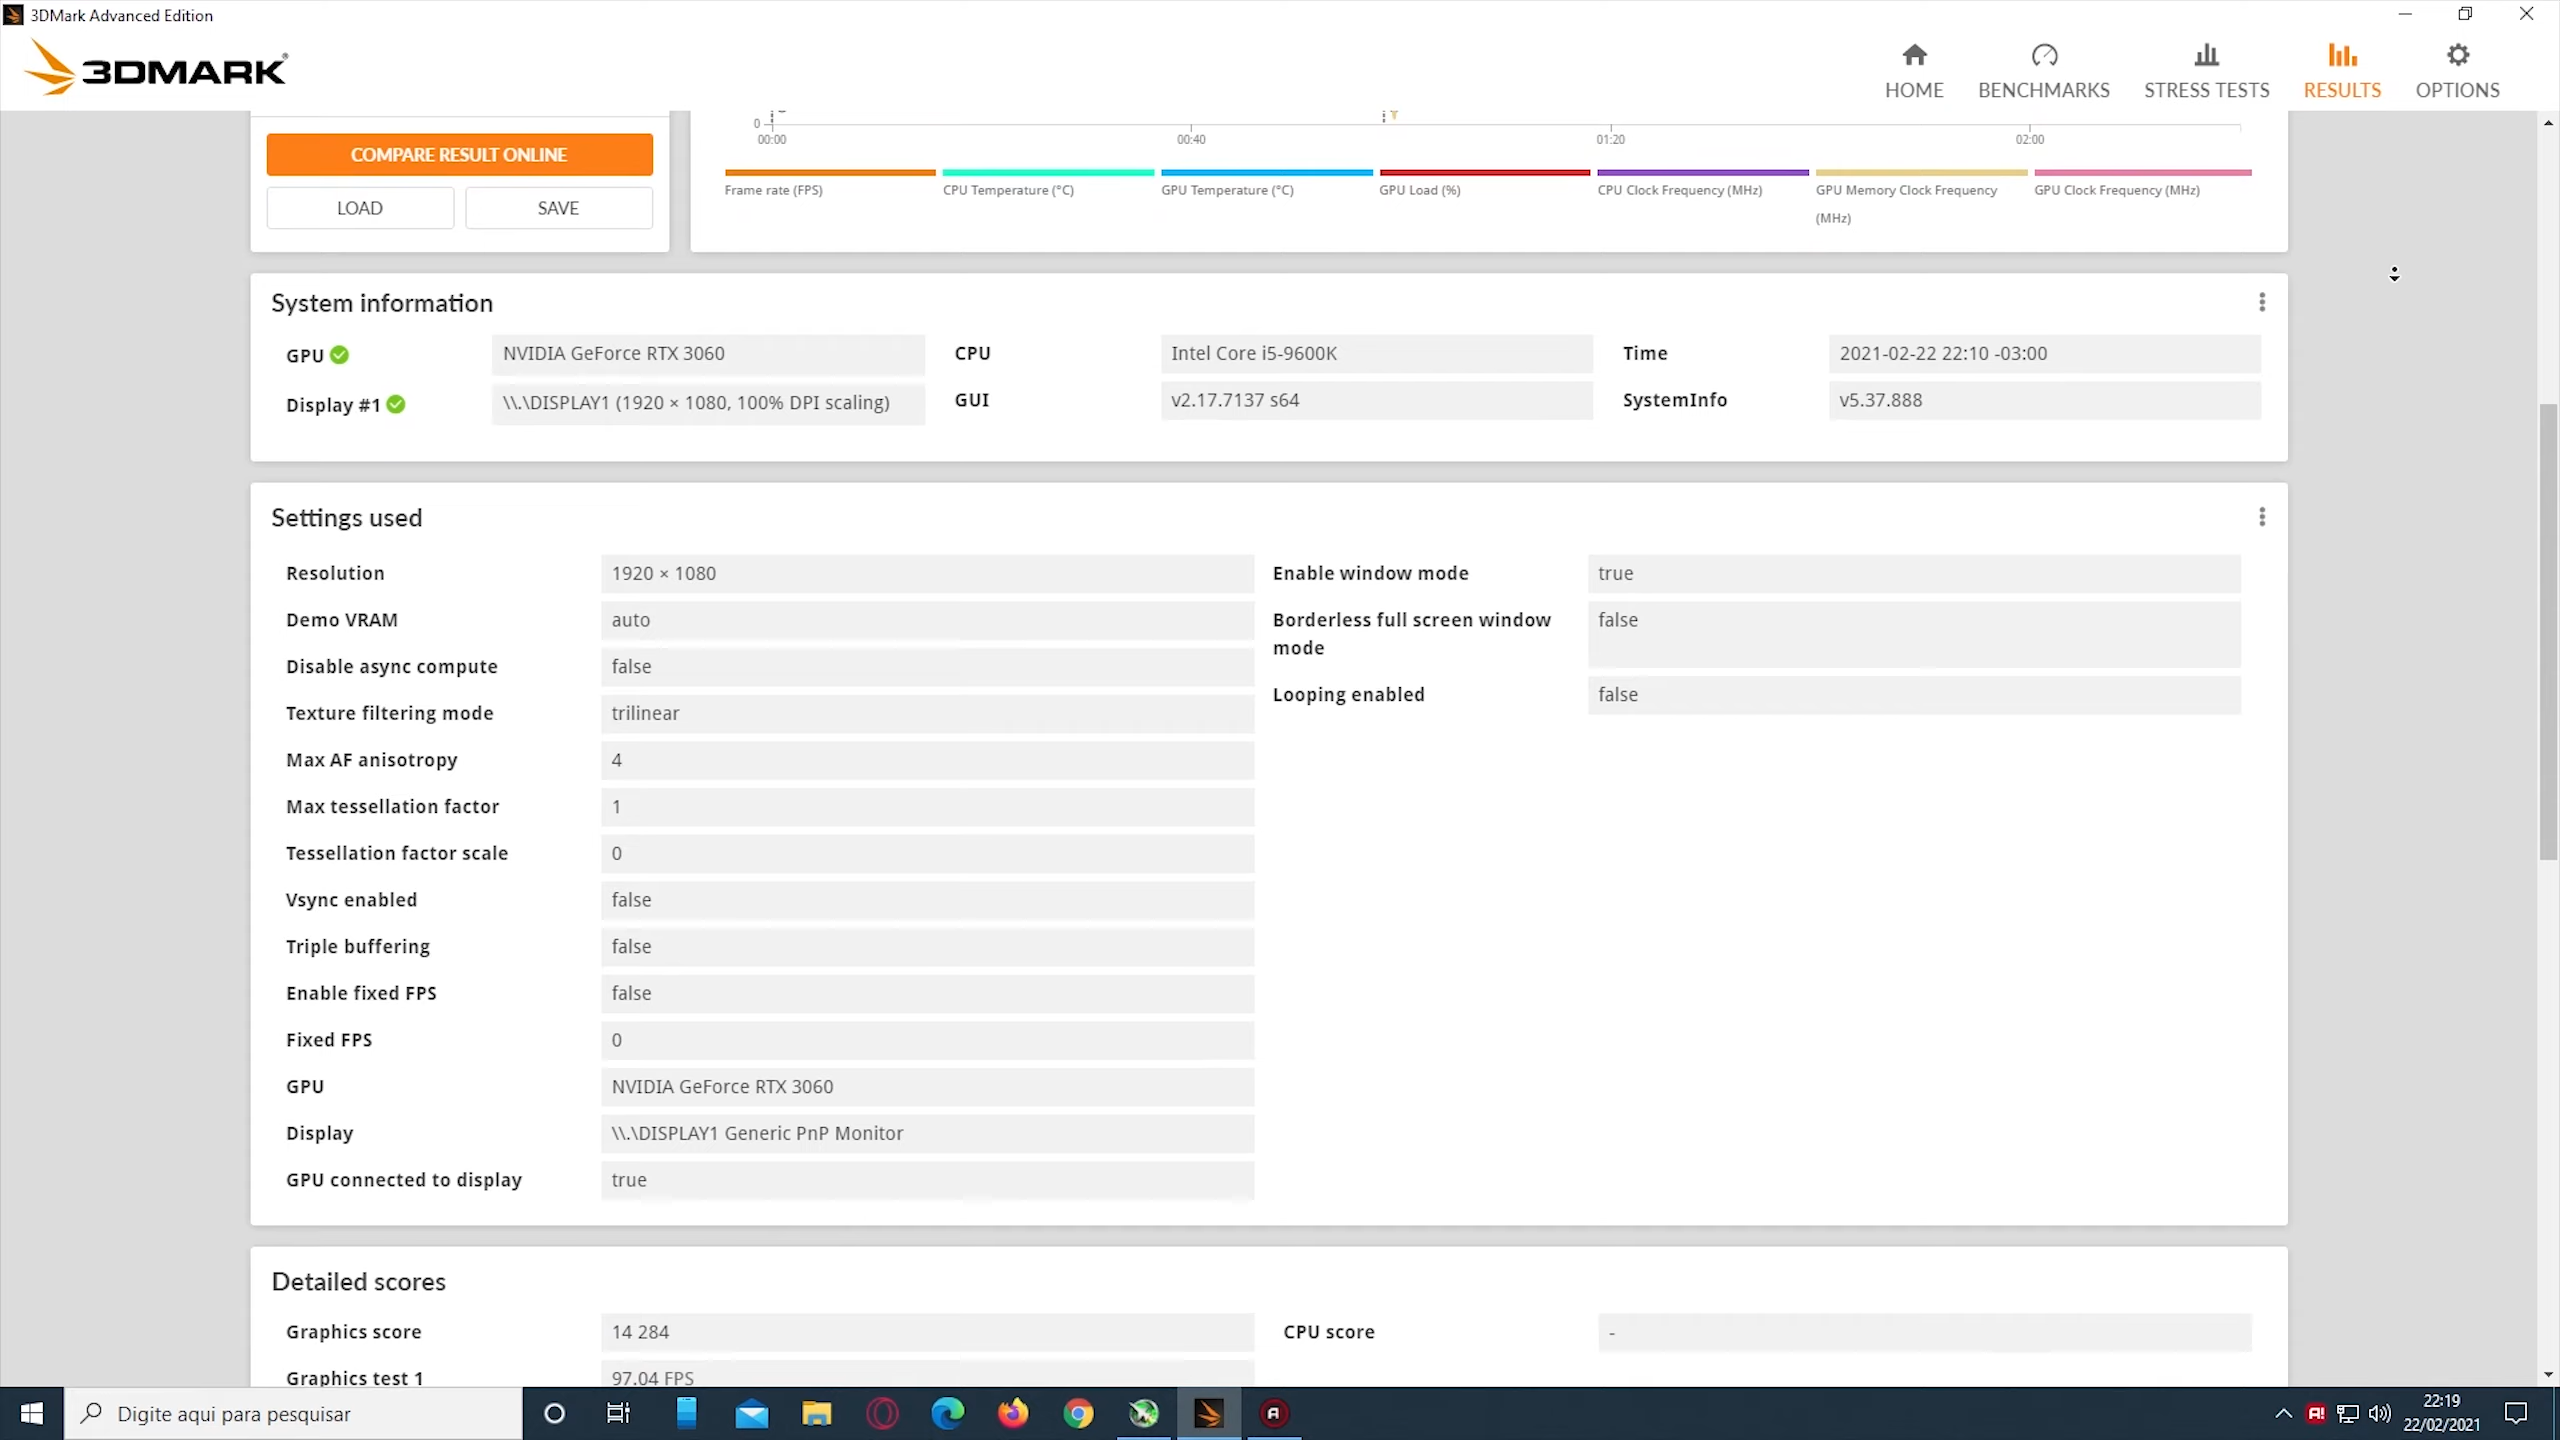 3DMark Advanced Edition
3DMARK
HOME
BENCHMARKS
STRESS TESTS
RESULTS
OPTIONS
COMPARE RESULT ONLINE
LOAD
SAVE
0
00:00
00:40
01:20
02:00
Frame rate (FPS)
CPU Temperature (°C)
GPU Temperature (°C)
GPU Load (%)
CPU Clock Frequency (MHz)
GPU Memory Clock Frequency
(MHz)
GPU Clock Frequency (MHz)
System information
GPU
NVIDIA GeForce RTX 3060
CPU
Intel Core i5-9600K
Time
2021-02-22 22:10 -03:00
Display #1
\\.\DISPLAY1 (1920 × 1080, 100% DPI scaling)
GUI
v2.17.7137 s64
SystemInfo
v5.37.888
Settings used
Resolution
1920 × 1080
Enable window mode
true
Demo VRAM
auto
Borderless full screen window
mode
false
Disable async compute
false
Looping enabled
false
Texture filtering mode
trilinear
Max AF anisotropy
4
Max tessellation factor
1
Tessellation factor scale
0
Vsync enabled
false
Triple buffering
false
Enable fixed FPS
false
Fixed FPS
0
GPU
NVIDIA GeForce RTX 3060
Display
\\.\DISPLAY1 Generic PnP Monitor
GPU connected to display
true
Detailed scores
Graphics score
14 284
CPU score
-
Graphics test 1
97.04 FPS
Digite aqui para pesquisar
22:19
22/02/2021